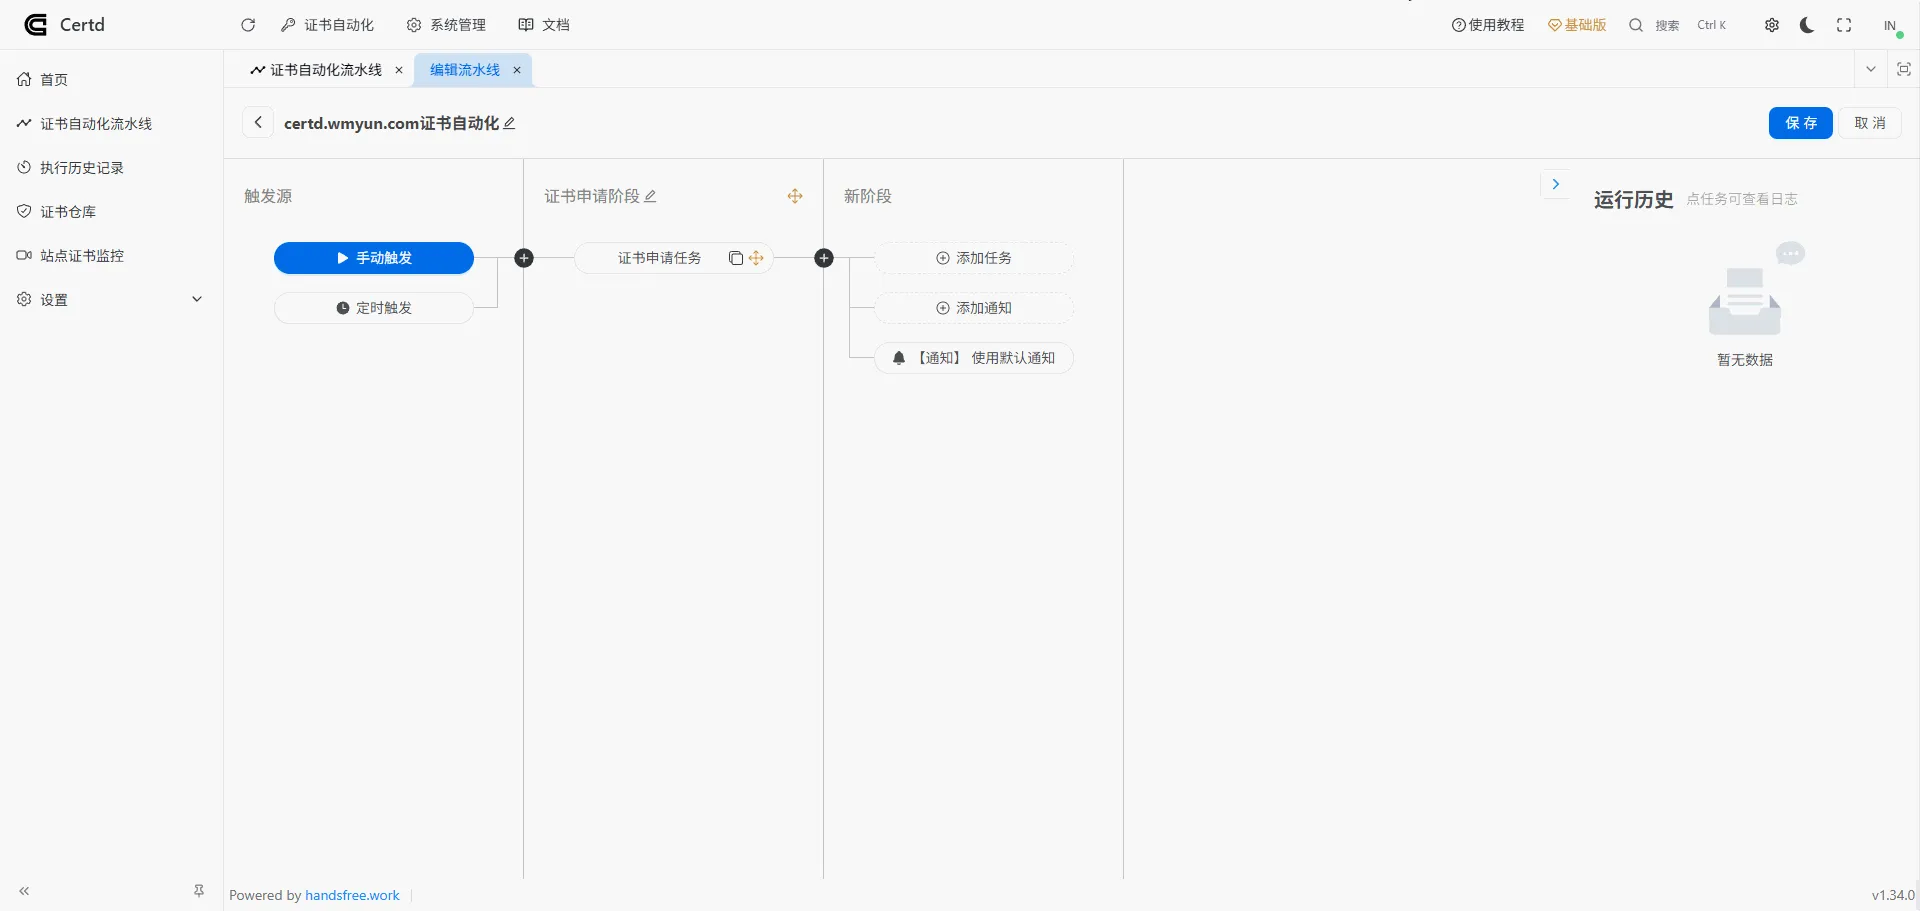 Certd
证书自动化
系统管理
文档
使用教程
基础版
搜索
Ctrl K
IN
首页
证书自动化流水线
执行历史记录
证书仓库
站点证书监控
设置
证书自动化流水线
编辑流水线
certd.wmyun.com证书自动化
保 存
取 消
触发源
证书申请阶段
新阶段
手动触发
定时触发
证书申请任务
添加任务
添加通知
【通知】 使用默认通知
运行历史 点任务可查看日志
暂无数据
Powered by handsfree.work
v1.34.0